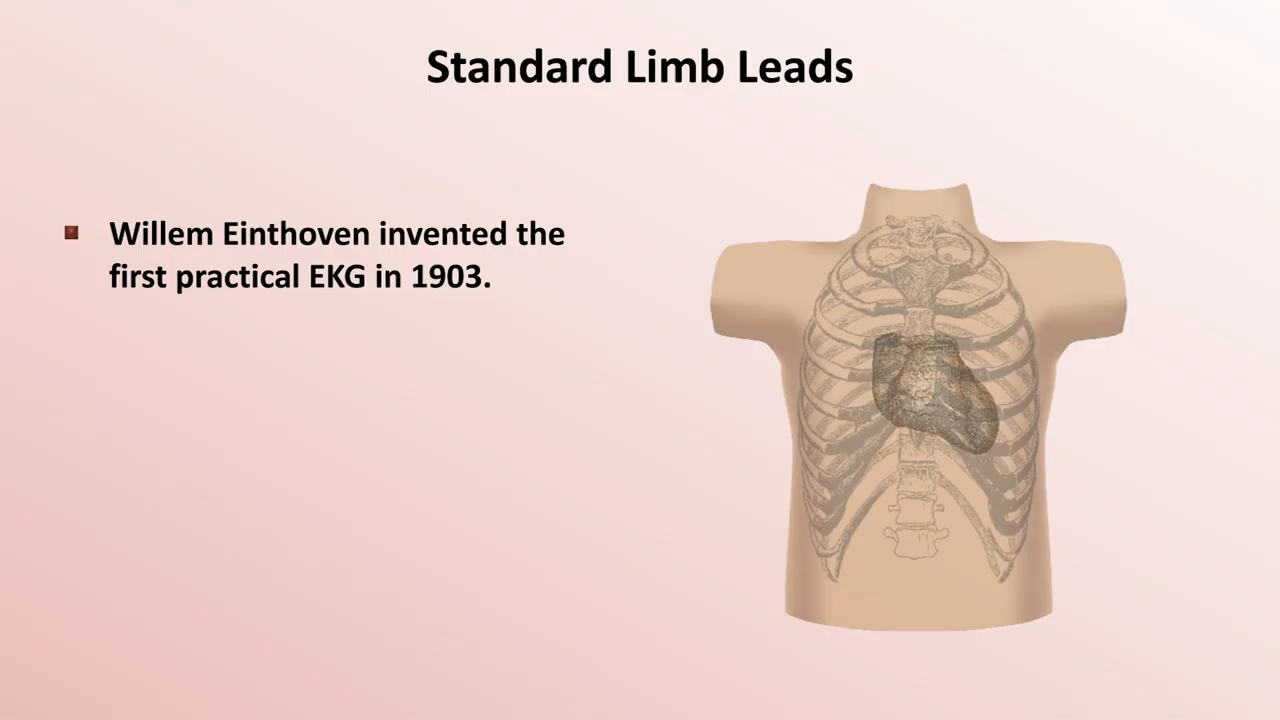 Standard Limb Leads
Willem Einthoven invented the
first practical EKG in 1903.